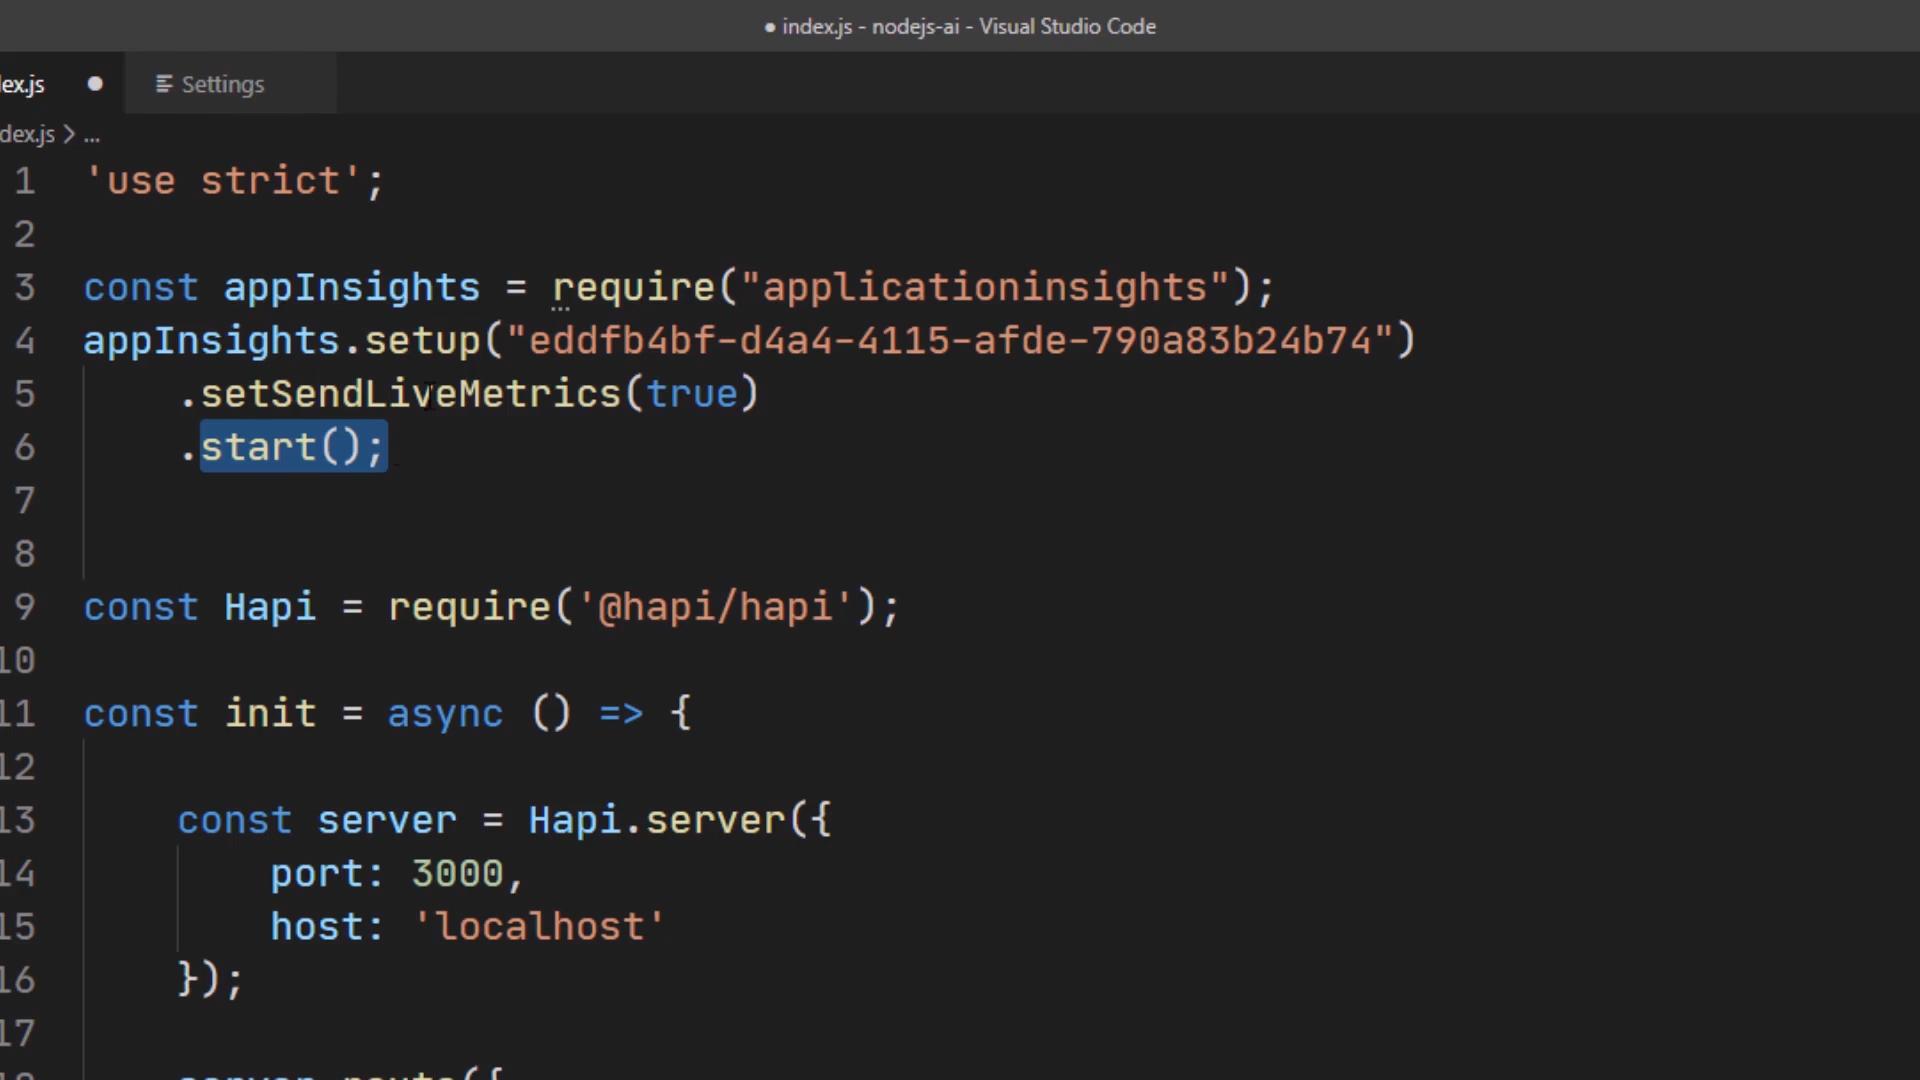 ● index.js - nodejs-ai - Visual Studio Code
ex.js ● Settings
dex.js > ...
1 'use strict';
2
3 const appInsights = require("applicationinsights");
4 appInsights.setup("eddfb4bf-d4a4-4115-afde-790a83b24b74")
5 .setSendLiveMetrics(true)
6 .start();
7
8
9 const Hapi = require('@hapi/hapi');
10
11 const init = async () => {
12
13 const server = Hapi.server({
14 port: 3000,
15 host: 'localhost'
16 });
17